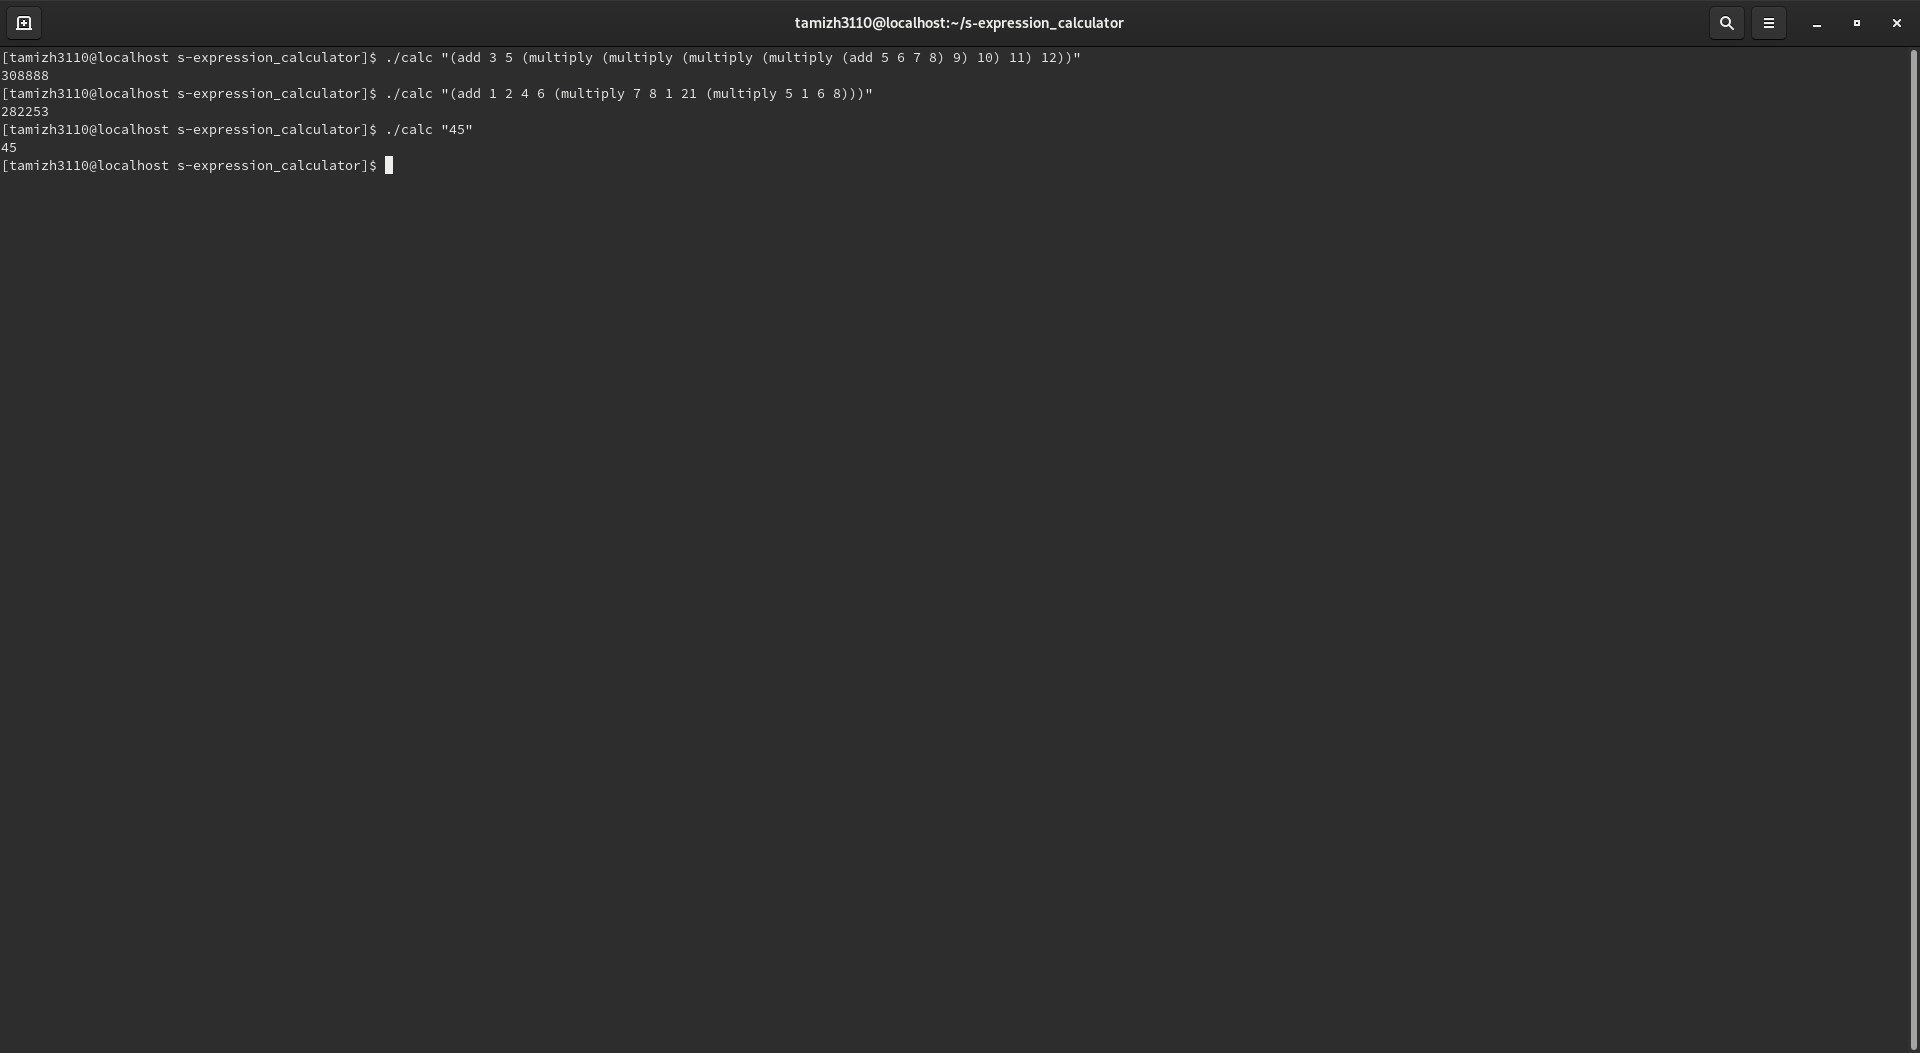 tamizh3110@localhost:~/s-expression_calculator
[tamizh3110@localhost s-expression_calculator]$ ./calc "(add 3 5 (multiply (multiply (multiply (multiply (add 5 6 7 8) 9) 10) 11) 12))"
308888
[tamizh3110@localhost s-expression_calculator]$ ./calc "(add 1 2 4 6 (multiply 7 8 1 21 (multiply 5 1 6 8)))"
282253
[tamizh3110@localhost s-expression_calculator]$ ./calc "45"
45
[tamizh3110@localhost s-expression_calculator]$